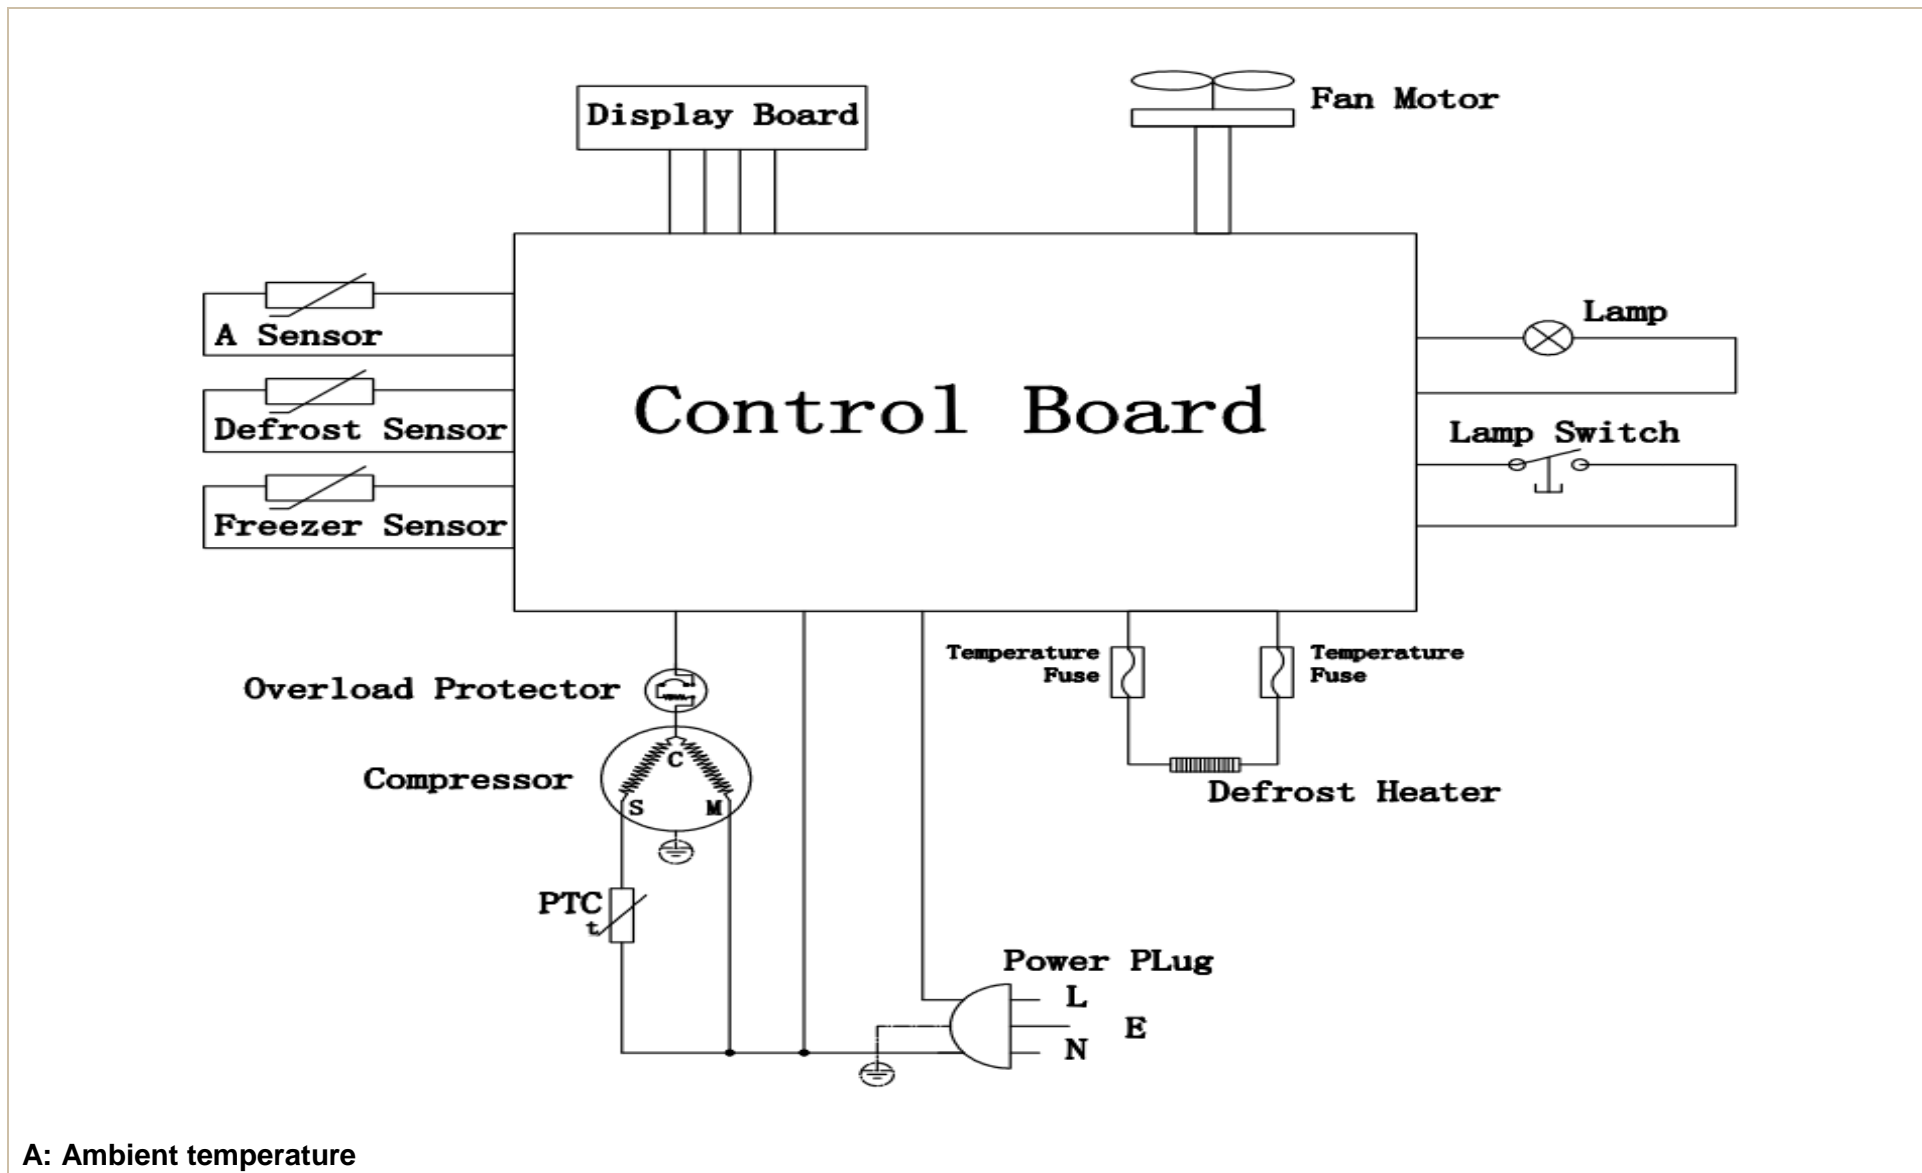 Display Board
Fan Motor
A Sensor
Defrost Sensor
Freezer Sensor
Control Board
Lamp
Lamp Switch
Overload Protector
Compressor
C
S
M
PTC
t
Temperature
Fuse
Temperature
Fuse
Defrost Heater
Power PLug
L
E
N
A: Ambient temperature